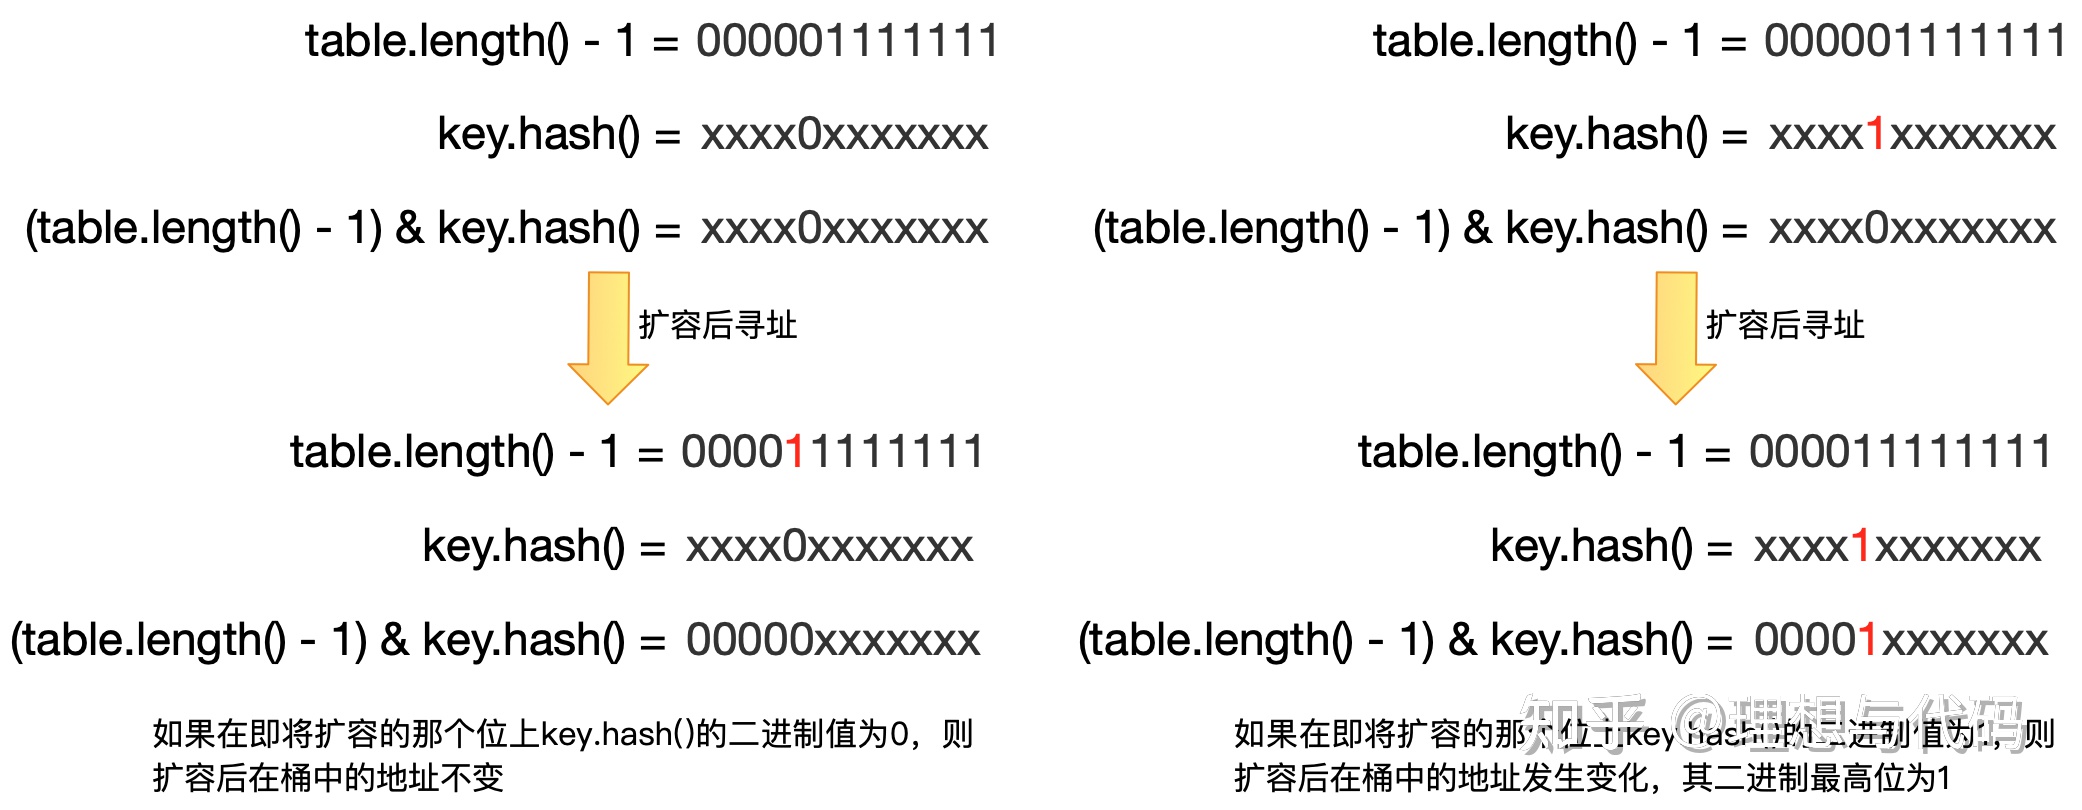 table.length() - 1 = 000001111111
key.hash() = xxxx0xxxxxxx
(table.length() - 1) & key.hash() = xxxx0xxxxxxx
扩容后寻址
table.length() - 1 = 000011111111
key.hash() = xxxx0xxxxxxx
(table.length() - 1) & key.hash() = 00000xxxxxxx
如果在即将扩容的那个位上key.hash()的二进制值为0，则
扩容后在桶中的地址不变
table.length() - 1 = 000001111111
key.hash() = xxxx1xxxxxxx
(table.length() - 1) & key.hash() = xxxx0xxxxxxx
扩容后寻址
table.length() - 1 = 000011111111
key.hash() = xxxx1xxxxxxx
(table.length() - 1) & key.hash() = 00001xxxxxxx
如果在即将扩容的那个位上key.hash()的二进制值为1，则
扩容后在桶中的地址发生变化，其二进制最高位为1
知乎 @理想与代码